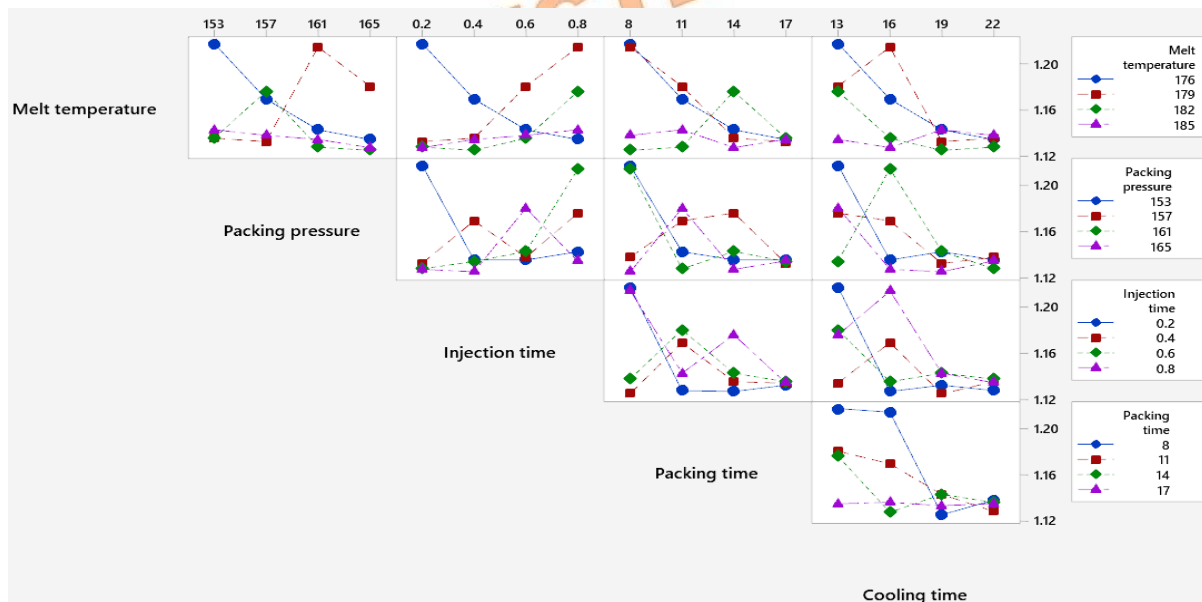 153 157 161 165 0.2 0.4 0.6 0.8 8 11 14 17 13 16 19 22
Melt temperature
1.20
1.16
1.12
Melt
temperature
176
179
182
185
Packing pressure
1.20
1.16
1.12
Packing
pressure
153
157
161
165
Injection time
1.20
1.16
1.12
Injection
time
0.2
0.4
0.6
0.8
Packing time
1.20
1.16
1.12
Packing
time
8
11
14
17
Cooling time